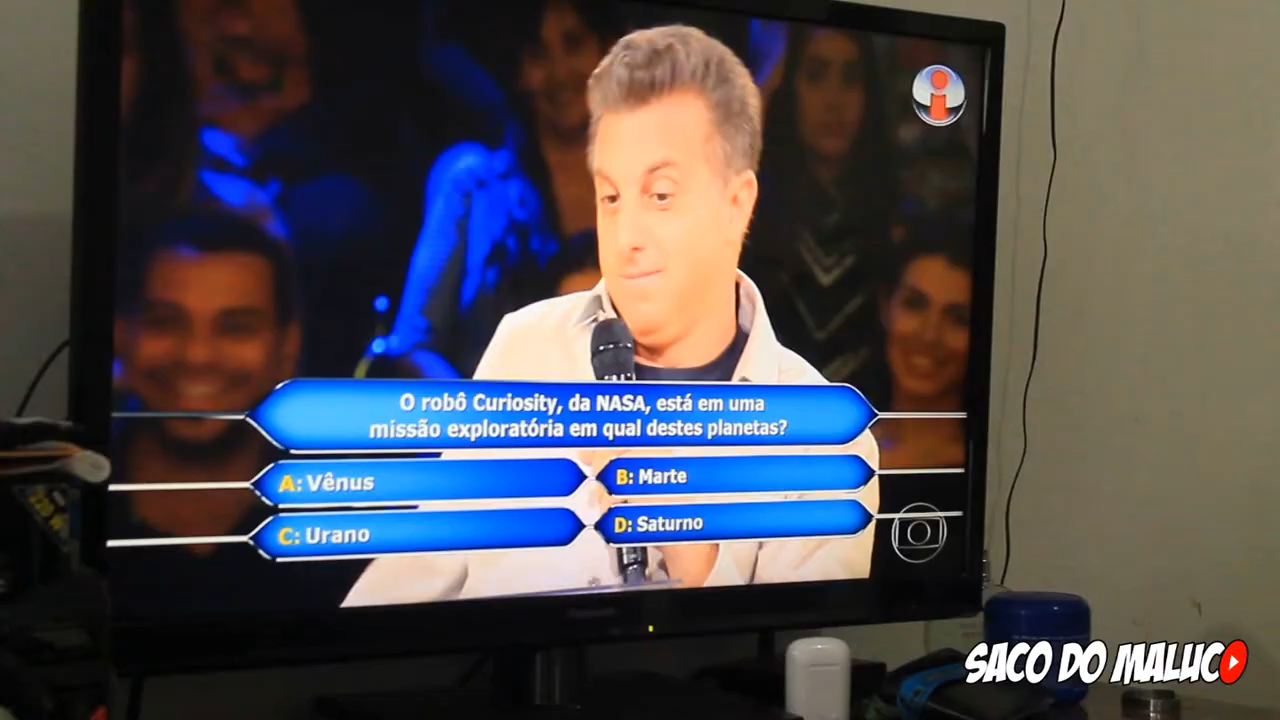 O robô Curiosity, da NASA, está em uma
missão exploratória em qual destes planetas?
A: Vênus
B: Marte
C: Urano
D: Saturno
SACO DO MALUCO